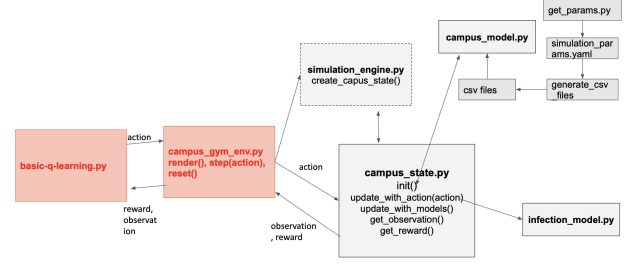 get_params.py
campus_model.py
simulation_par
ams.yaml
simulation_engine.py
create_capus_state()
csv files
generate_csv
_files
action
basic-q-learning.py
campus_gym_env.py
render(), step(action),
reset()
action
campus_state.py
init()
update_with_action(action)
update_with_models()
get_observation()
get_reward()
reward,
observat
ion
observation
, reward
infection_model.py